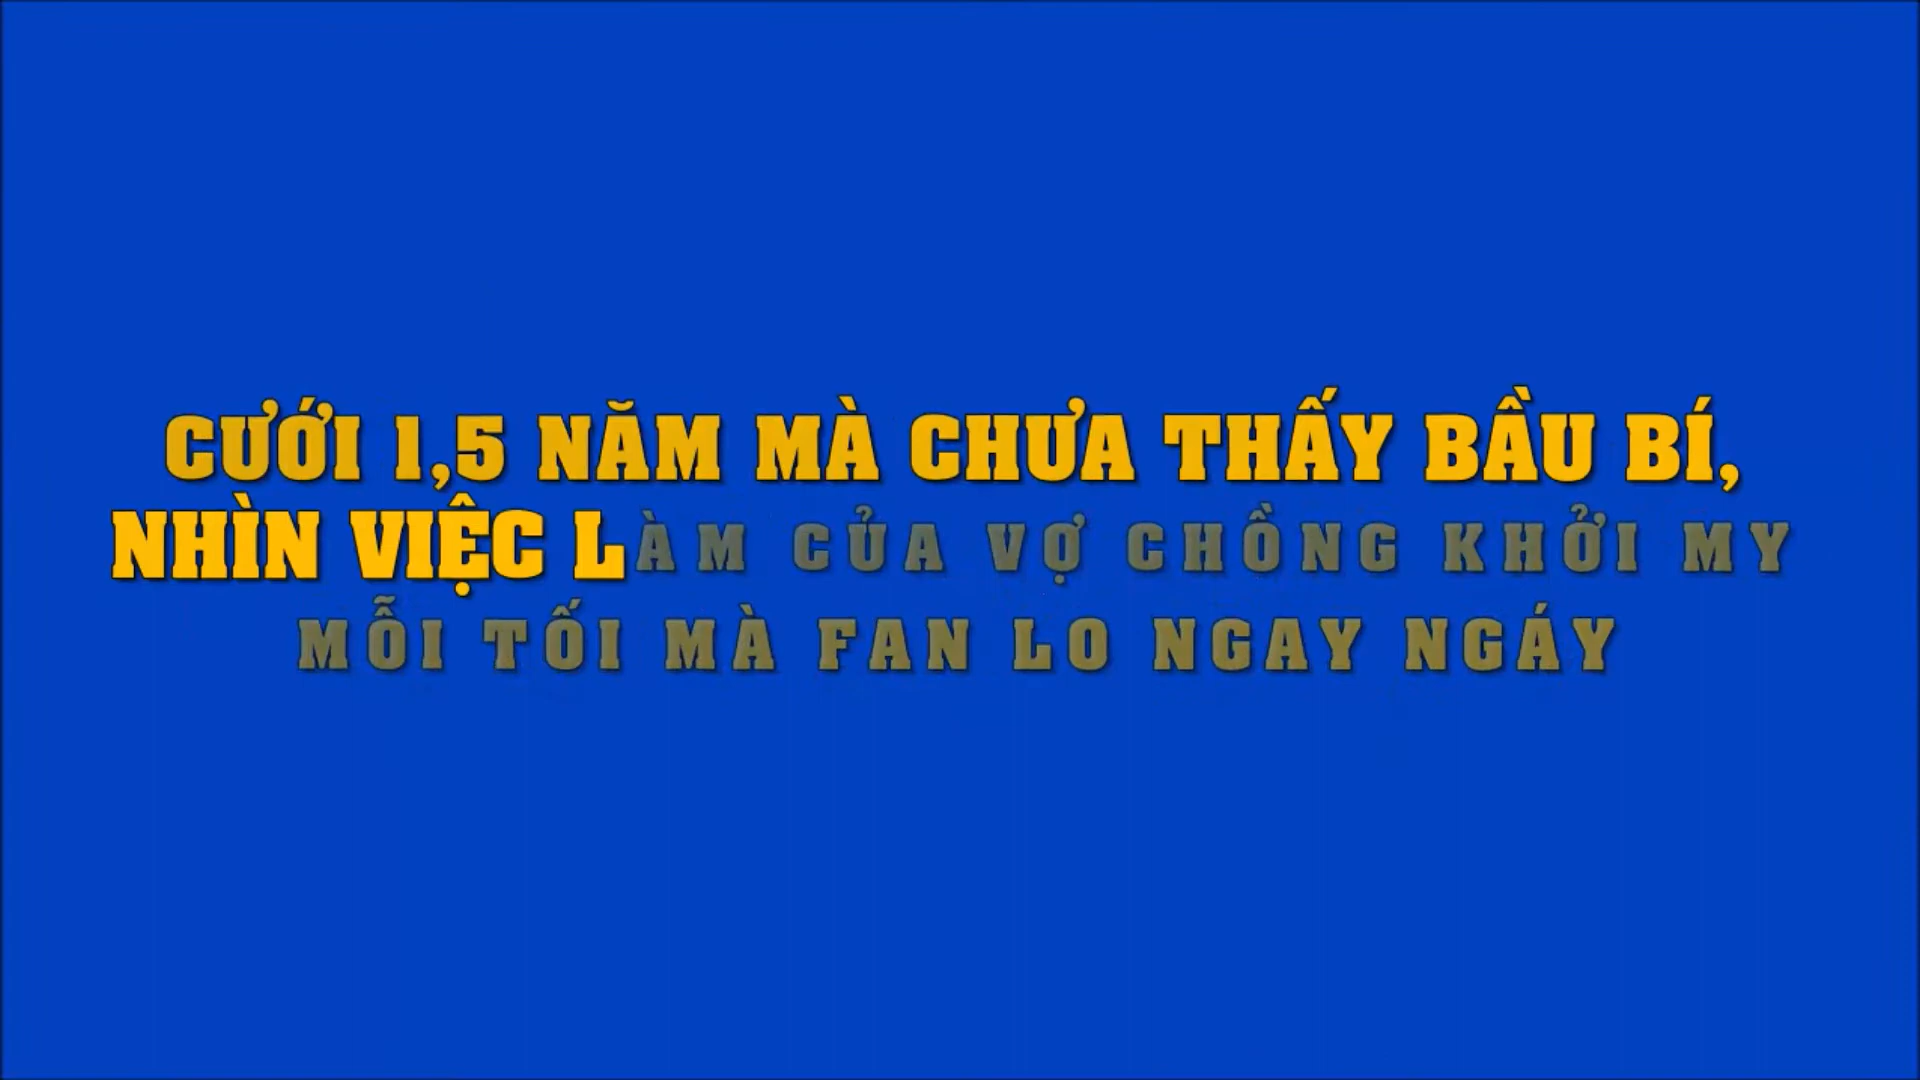 CƯỚI 1,5 NĂM MÀ CHƯA THẤY BẦU BÍ,
NHÌN VIỆC LÀM CỦA VỢ CHỒNG KHỞI MY
MỖI TỐI MÀ FAN LO NGAY NGÁY